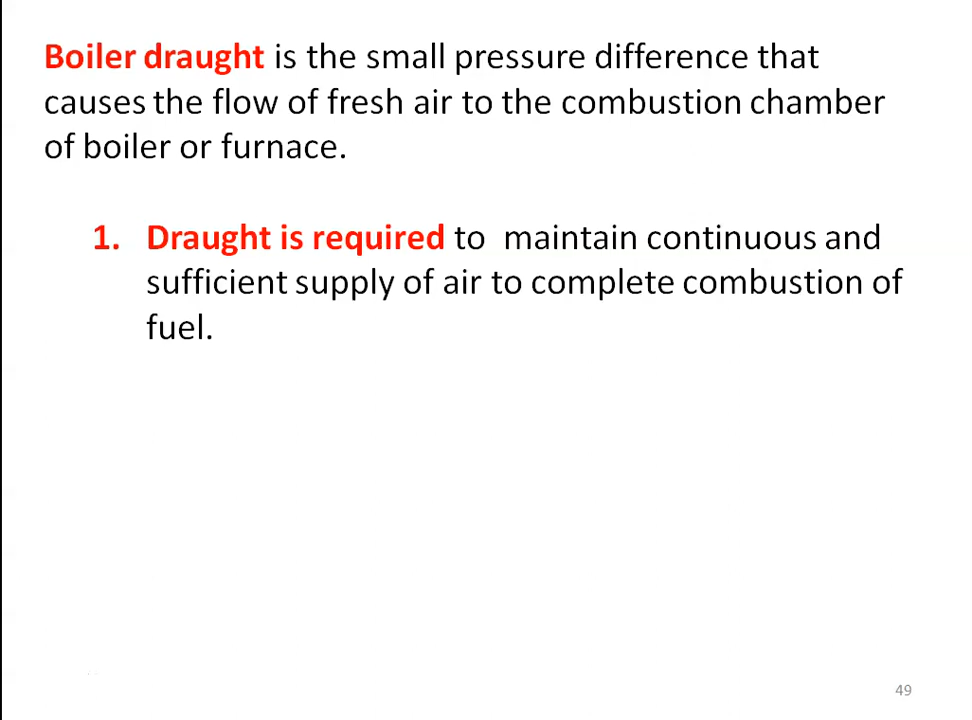 Boiler draught is the small pressure difference that
causes the flow of fresh air to the combustion chamber
of boiler or furnace.
1. Draught is required to maintain continuous and
sufficient supply of air to complete combustion of
fuel.
49